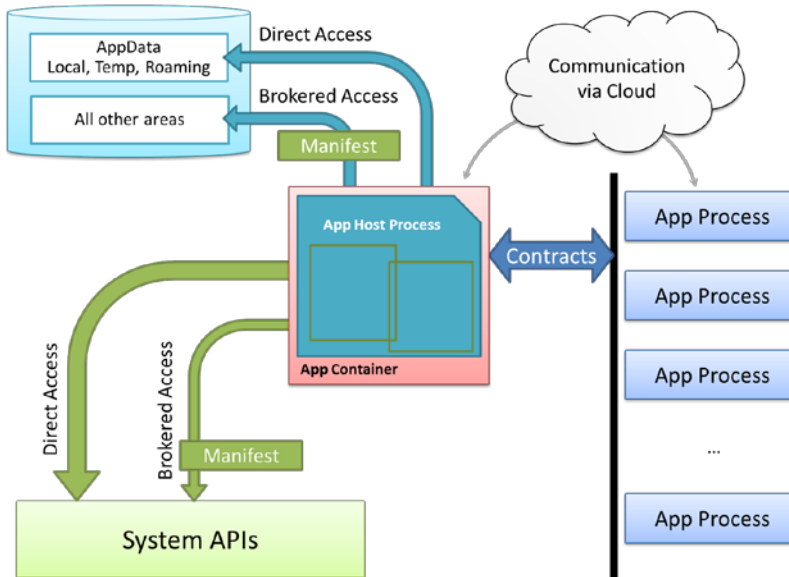 AppData
Local, Temp, Roaming
All other areas
Direct Access
Brokered Access
Manifest
Communication
via Cloud
App Host Process
App Container
Contracts
App Process
App Process
App Process
...
App Process
Direct Access
Brokered Access
Manifest
System APIs